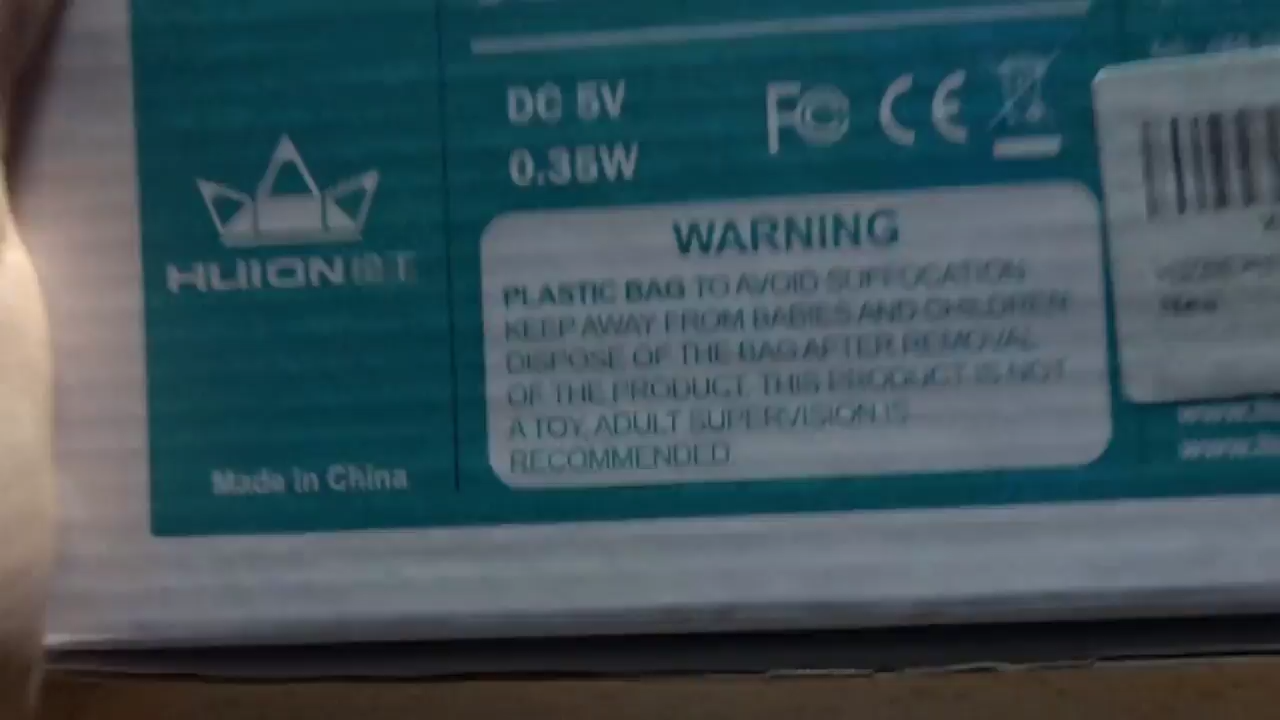 DC 5V
0.35W
FC CE
HUION
Made in China
WARNING
PLASTIC BAG TO AVOID SUFFOCATION
KEEP AWAY FROM BABIES AND CHILDREN
DISPOSE OF THE BAG AFTER REMOVAL
OF THE PRODUCT. THIS PRODUCT IS NOT
A TOY, ADULT SUPERVISION IS
RECOMMENDED
New